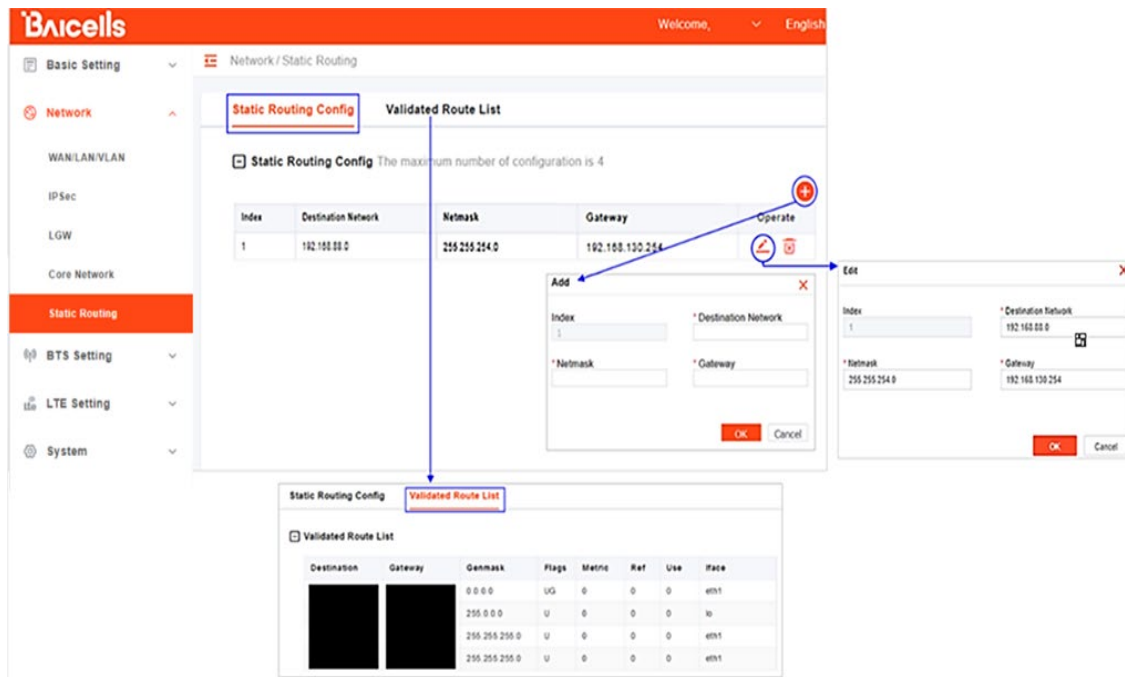 Baicells
Welcome,
English
Basic Setting
Network / Static Routing
Network
Static Routing Config Validated Route List
WAN/LAN/VLAN
Static Routing Config The maximum number of configuration is 4
IPSec
LGW
Core Network
Static Routing
BTS Setting
LTE Setting
System
Index Destination Network Netmask Gateway Operate
1 192.168.88.0 255.255.254.0 192.168.130.254
Add
Index * Destination Network
1
* Netmask * Gateway
OK Cancel
Edit
Index * Destination Network
1 192.168.88.0
* Netmask * Gateway
255.255.254.0 192.168.130.254
OK Cancel
Static Routing Config Validated Route List
Validated Route List
Destination Gateway Genmask Flags Metric Ref Use Iface
0.0.0.0 UG 0 0 0 eth1
255.0.0.0 U 0 0 0 lo
255.255.255.0 U 0 0 0 eth1
255.255.255.0 U 0 0 0 eth1